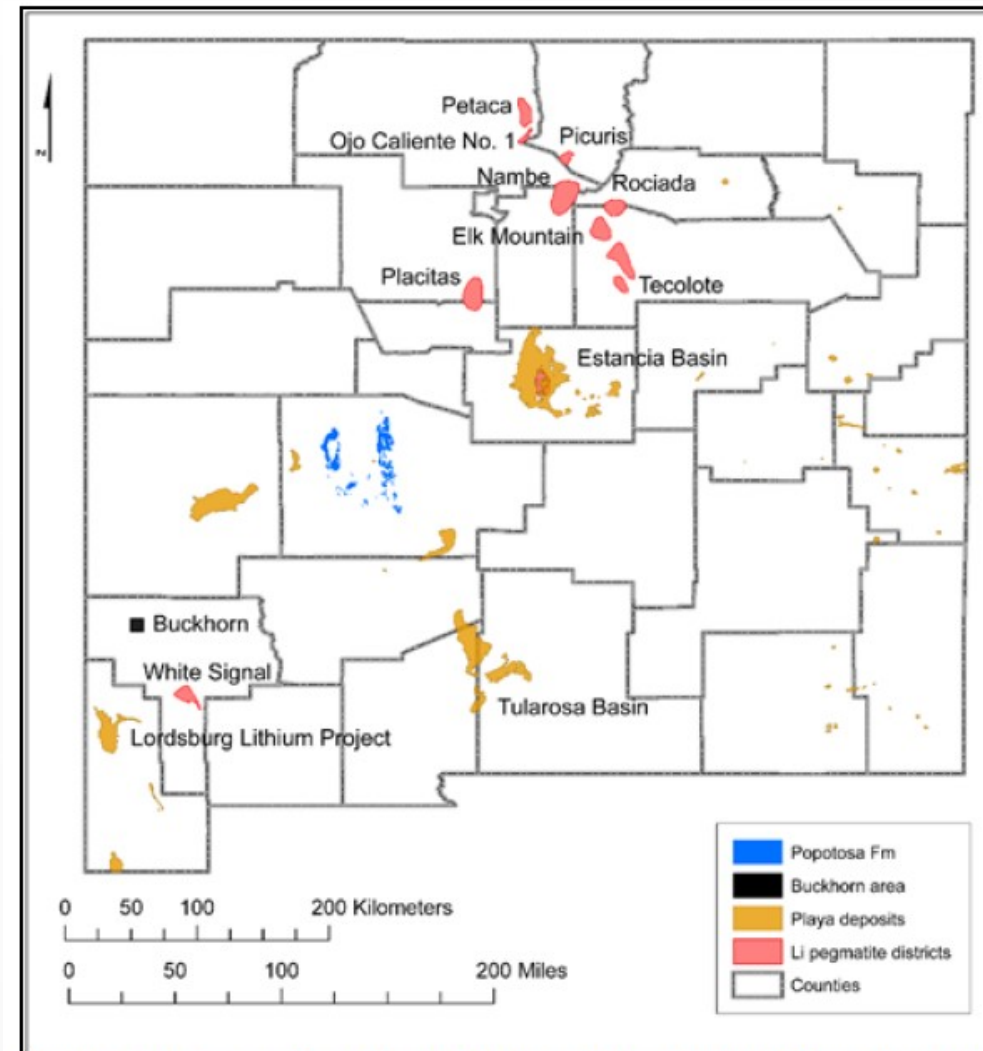 Petaca
Ojo Caliente No. 1
Picuris
N
Nambe
Rociada
Elk Mountain
Placitas
Tecolote
Estancia Basin
Buckhorn
White Signal
Tularosa Basin
Lordsburg Lithium Project
Popotosa Fm
Buckhorn area
Playa deposits
Li pegmatite districts
Counties
0 50 100 200 Kilometers
0 50 100 200 Miles